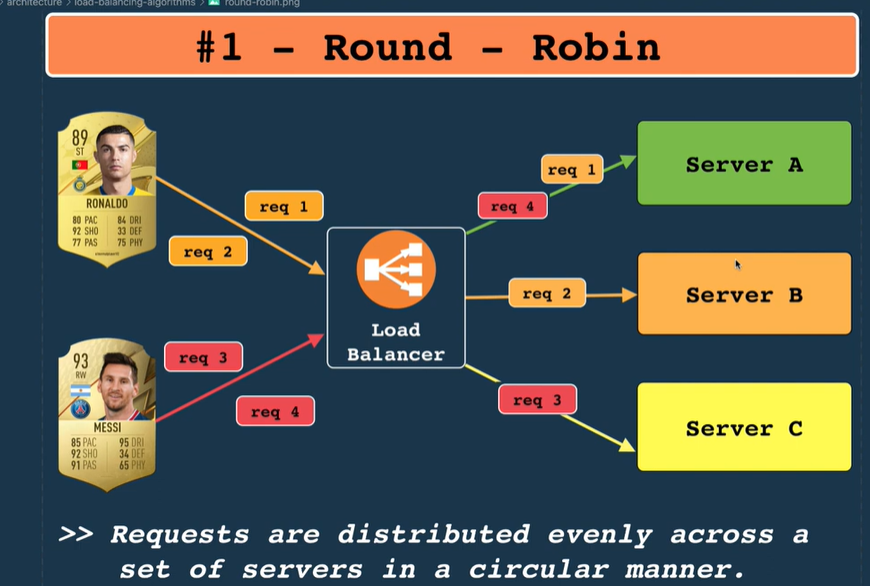 architecture > load-balancing-algorithms > round-robin.png
#1 - Round - Robin
89
ST
RONALDO
80 PAC 84 DRI
92 SHO 33 DEF
77 PAS 75 PHY
req 1
req 2
93
RW
MESSI
85 PAC 95 DRI
92 SHO 34 DEF
91 PAS 65 PHY
req 3
req 4
Load
Balancer
req 1
req 4
req 2
req 3
Server A
Server B
Server C
>> Requests are distributed evenly across a
set of servers in a circular manner.